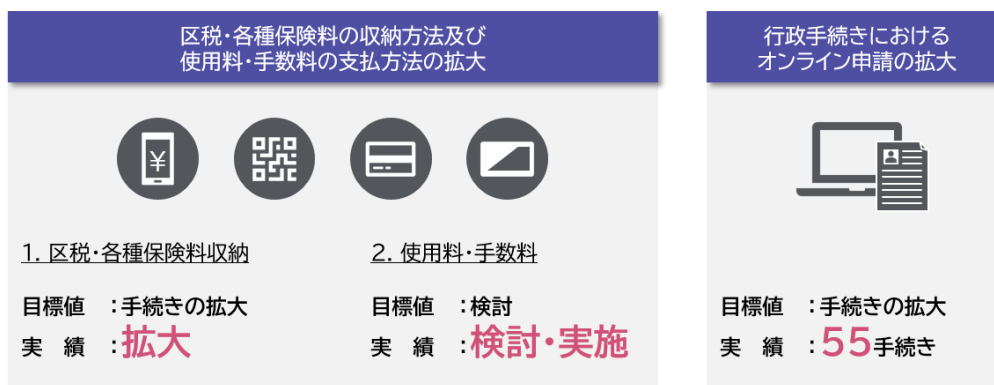 区税・各種保険料の収納方法及び
使用料・手数料の支払方法の拡大
¥
1. 区税・各種保険料収納
目標値 ：手続きの拡大
実 績 ：拡大
2. 使用料・手数料
目標値 ：検討
実 績 ：検討・実施
行政手続きにおける
オンライン申請の拡大
目標値 ：手続きの拡大
実 績 ：55手続き